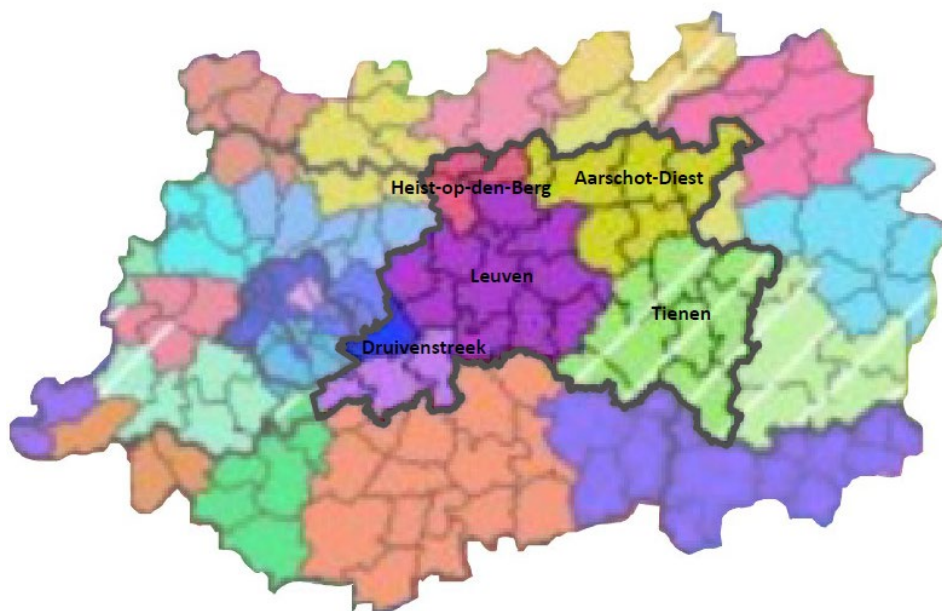 Heist-op-den-Berg
Aarschot-Diest
Leuven
Tienen
Druivenstreek